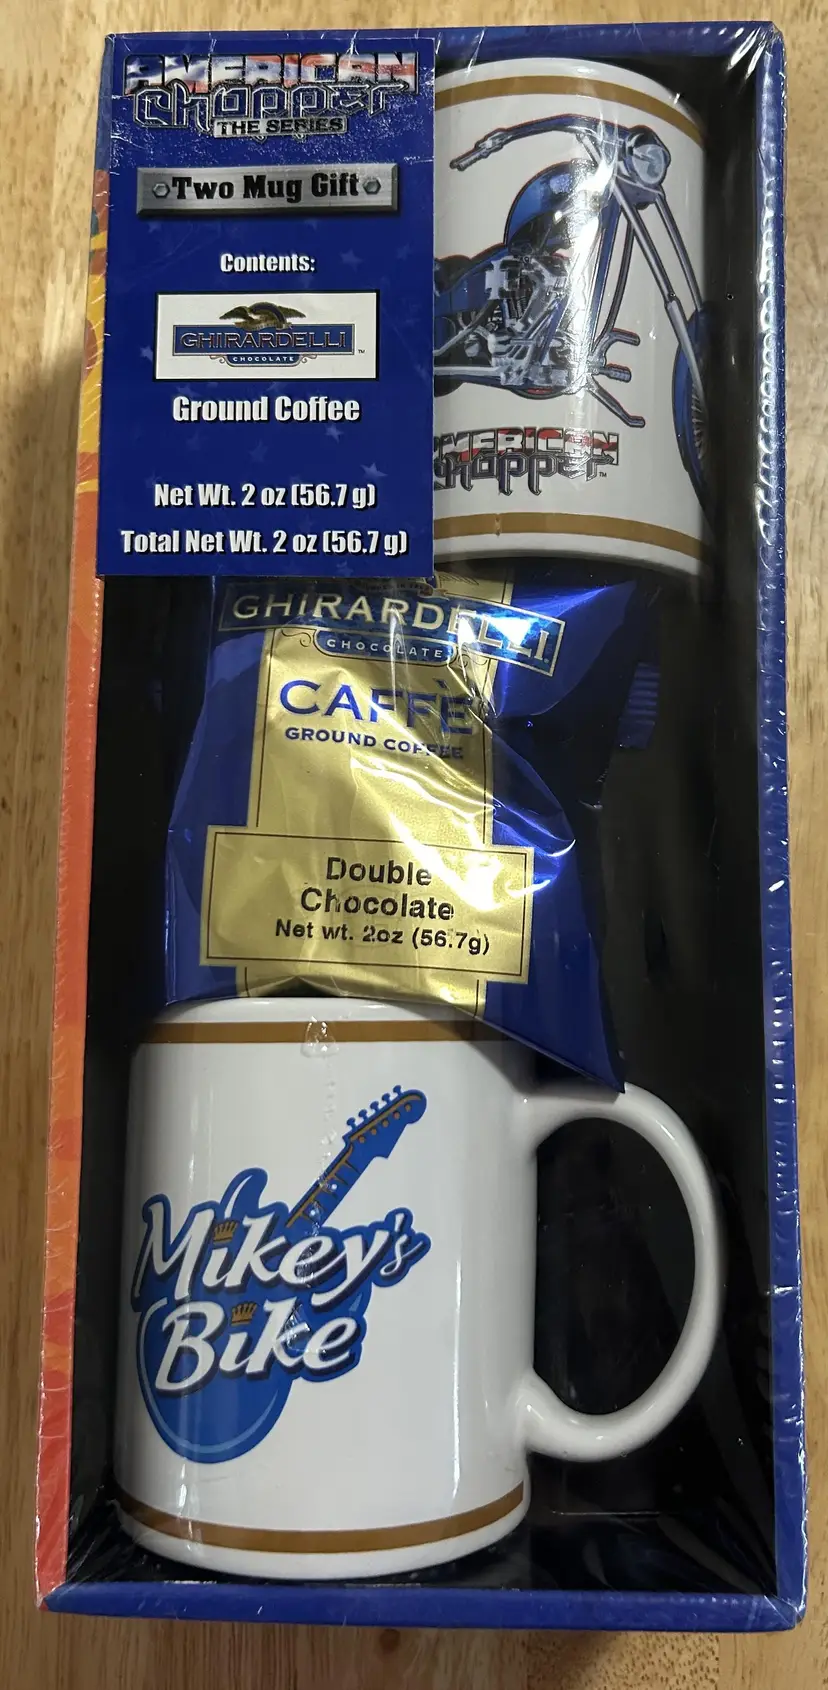 AMERICAN
Chopper
THE SERIES
Two Mug Gift
Contents:
GHIRARDELLI
CHOCOLATE
TM
Ground Coffee
Net Wt. 2 oz (56.7 g)
Total Net Wt. 2 oz (56.7 g)
AMERICAN
Chopper
TM
GHIRARDELLI
CHOCOLATE
CAFFÈ
GROUND COFFEE
Double
Chocolate
Net wt. 2oz (56.7g)
Mikey's
Bike